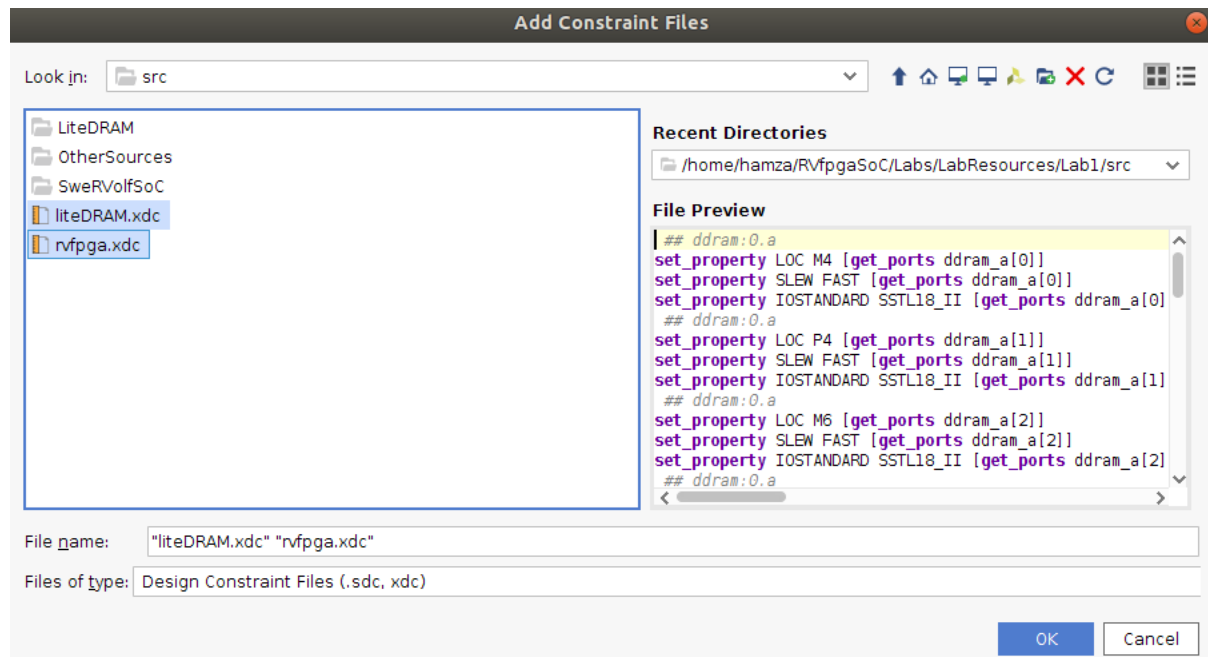 Add Constraint Files
Look in: src
LiteDRAM
OtherSources
SweRVolfSoC
liteDRAM.xdc
rvfpga.xdc
Recent Directories
/home/hamza/RVfpgaSoC/Labs/LabResources/Lab1/src
File Preview
## ddram:0.a
set_property LOC M4 [get_ports ddram_a[0]]
set_property SLEW FAST [get_ports ddram_a[0]]
set_property IOSTANDARD SSTL18_II [get_ports ddram_a[0]
## ddram:0.a
set_property LOC P4 [get_ports ddram_a[1]]
set_property SLEW FAST [get_ports ddram_a[1]]
set_property IOSTANDARD SSTL18_II [get_ports ddram_a[1]
## ddram:0.a
set_property LOC M6 [get_ports ddram_a[2]]
set_property SLEW FAST [get_ports ddram_a[2]]
set_property IOSTANDARD SSTL18_II [get_ports ddram_a[2]
## ddram:0.a
File name: "liteDRAM.xdc" "rvfpga.xdc"
Files of type: Design Constraint Files (.sdc, xdc)
OK Cancel